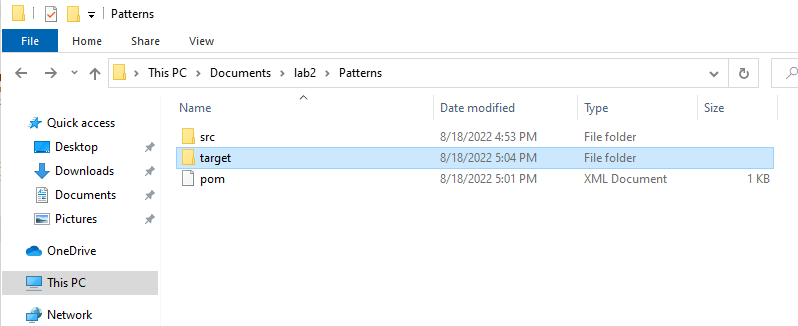 Patterns
File Home Share View
This PC Documents lab2 Patterns
Name Date modified Type Size
Quick access
src 8/18/2022 4:53 PM File folder
Desktop
target 8/18/2022 5:04 PM File folder
Downloads
pom 8/18/2022 5:01 PM XML Document 1 KB
Documents
Pictures
OneDrive
This PC
Network